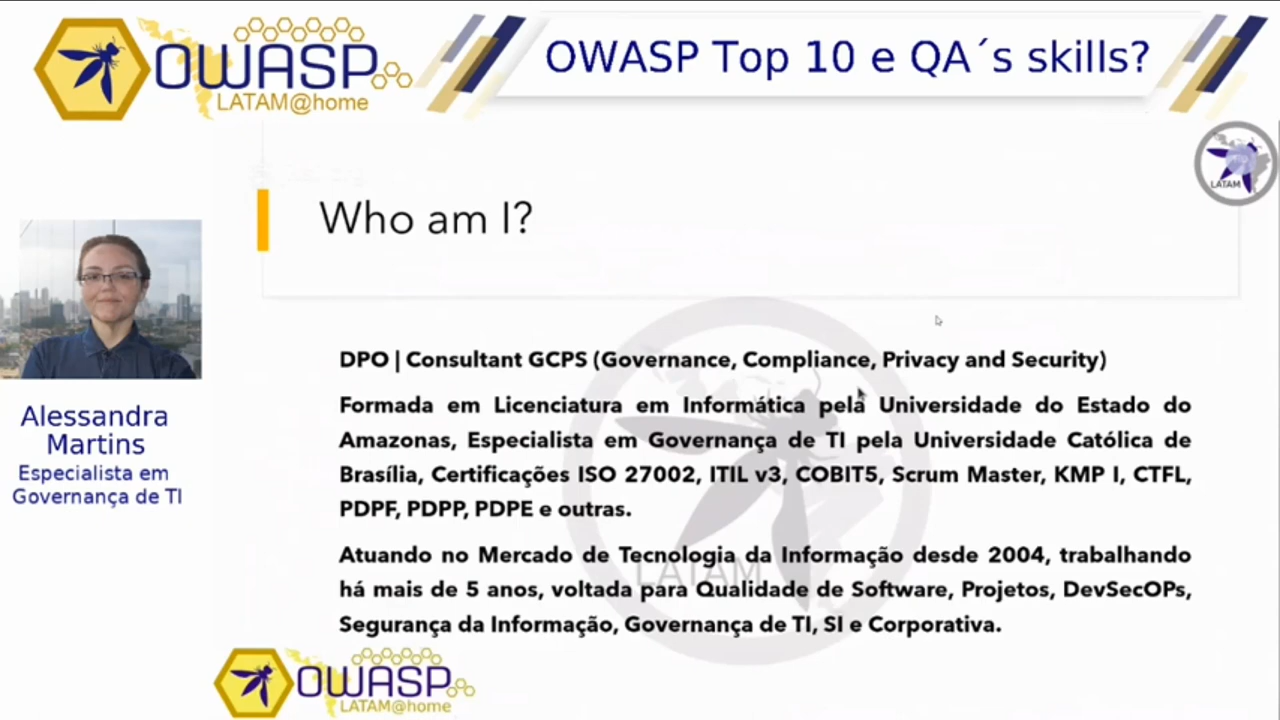 OWASP
LATAM@home
OWASP Top 10 e QA´s skills?
LATAM
Who am I?
Alessandra
Martins
Especialista em
Governança de TI
DPO | Consultant GCPS (Governance, Compliance, Privacy and Security)
Formada em Licenciatura em Informática pela Universidade do Estado do
Amazonas, Especialista em Governança de TI pela Universidade Católica de
Brasília, Certificações ISO 27002, ITIL v3, COBIT5, Scrum Master, KMP I, CTFL,
PDPF, PDPP, PDPE e outras.
Atuando no Mercado de Tecnologia da Informação desde 2004, trabalhando
há mais de 5 anos, voltada para Qualidade de Software, Projetos, DevSecOPs,
Segurança da Informação, Governança de TI, SI e Corporativa.
LATAM
OWASP
LATAM@home